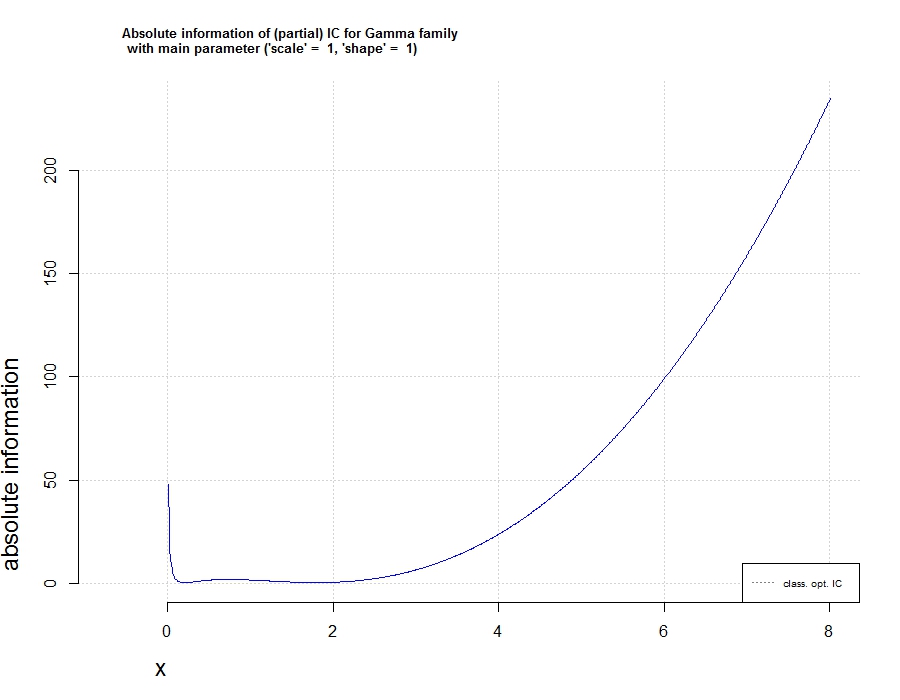 Absolute information of (partial) IC for Gamma family
with main parameter ('scale' = 1, 'shape' = 1)
absolute information
200
150
100
50
0
class. opt. IC
0 2 4 6 8
x